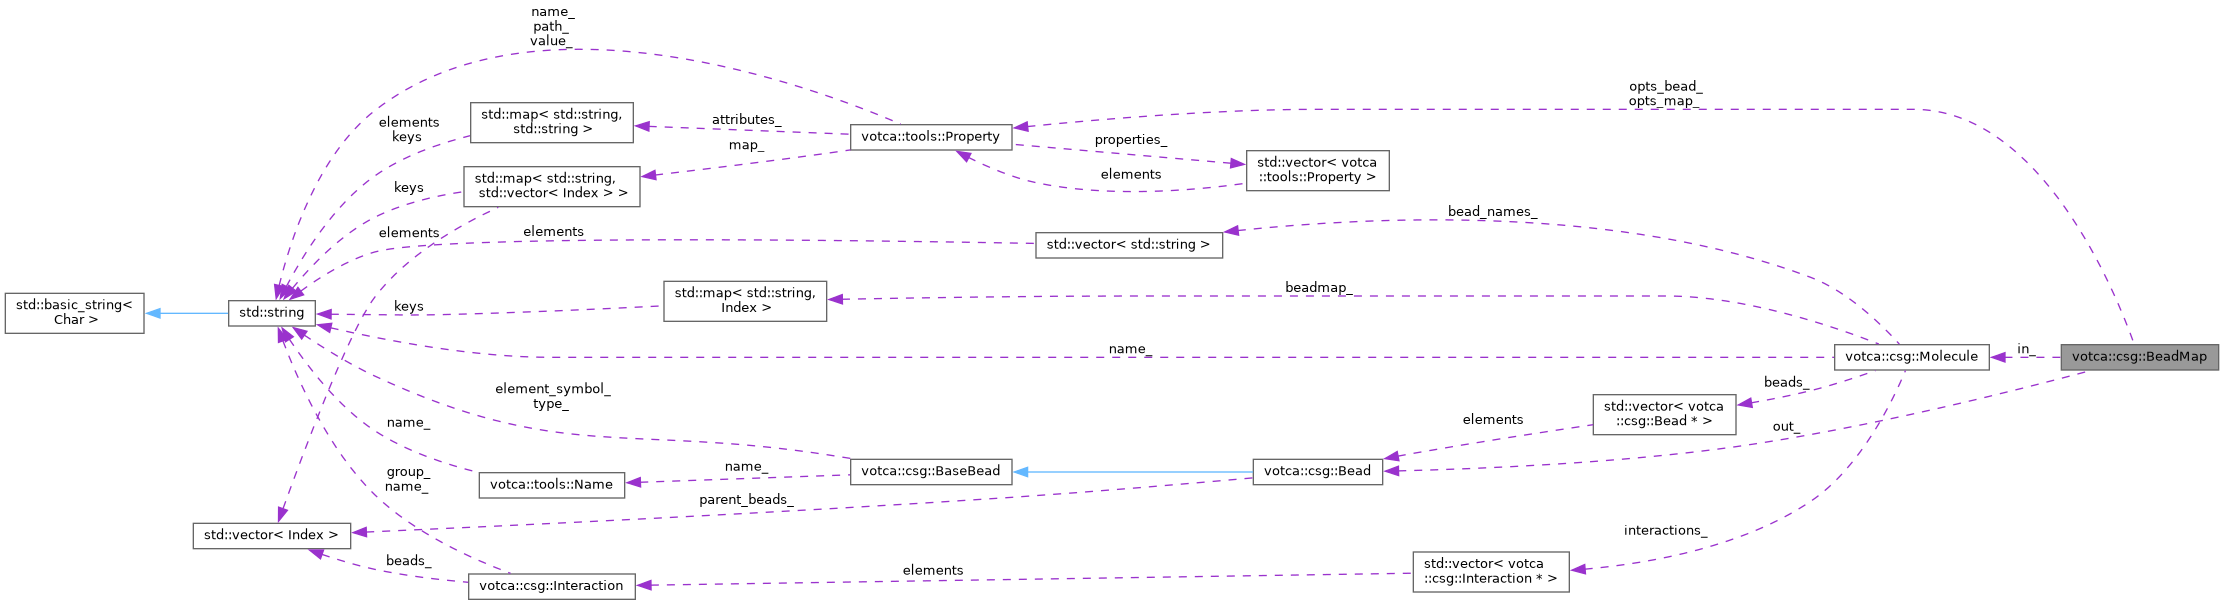 name_
path_
value_
opts_bead_
opts_map_
std::map< std::string,
std::string >
elements
keys
attributes_
votca::tools::Property
properties_
map_
std::vector< votca
::tools::Property >
elements
std::map< std::string,
std::vector< Index > >
keys
bead_names_
elements
elements
std::vector< std::string >
std::map< std::string,
Index >
beadmap_
std::basic_string<
Char >
std::string
keys
name_
votca::csg::Molecule
in_
votca::csg::BeadMap
beads_
element_symbol_
type_
std::vector< votca
::csg::Bead * >
elements
name_
out_
group_
name_
votca::tools::Name
name_
votca::csg::BaseBead
votca::csg::Bead
parent_beads_
std::vector< Index >
interactions_
beads_
votca::csg::Interaction
elements
std::vector< votca
::csg::Interaction * >